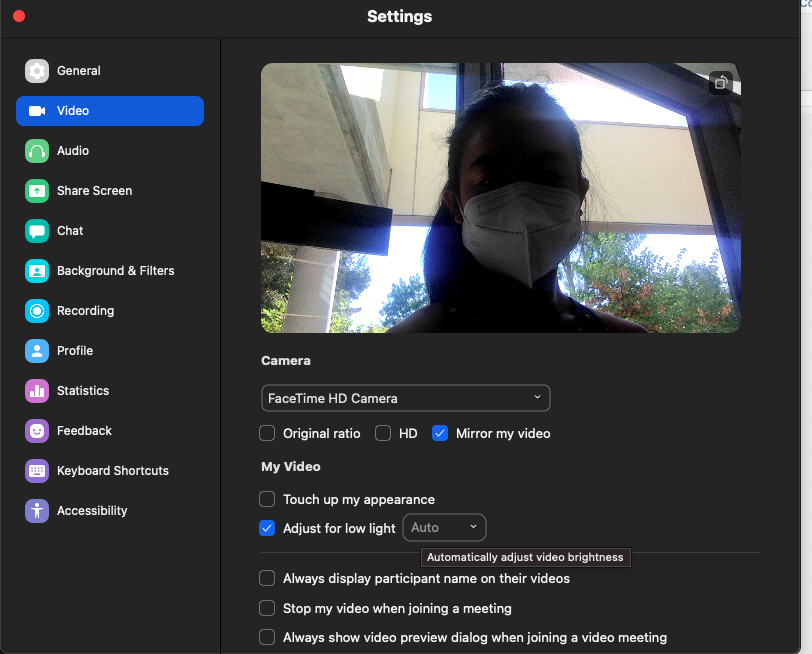 Settings
General
Video
Audio
Share Screen
Chat
Background & Filters
Recording
Profile
Statistics
Feedback
Keyboard Shortcuts
Accessibility
Camera
FaceTime HD Camera
Original ratio HD Mirror my video
My Video
Touch up my appearance
Adjust for low light Auto
Automatically adjust video brightness
Always display participant name on their videos
Stop my video when joining a meeting
Always show video preview dialog when joining a video meeting